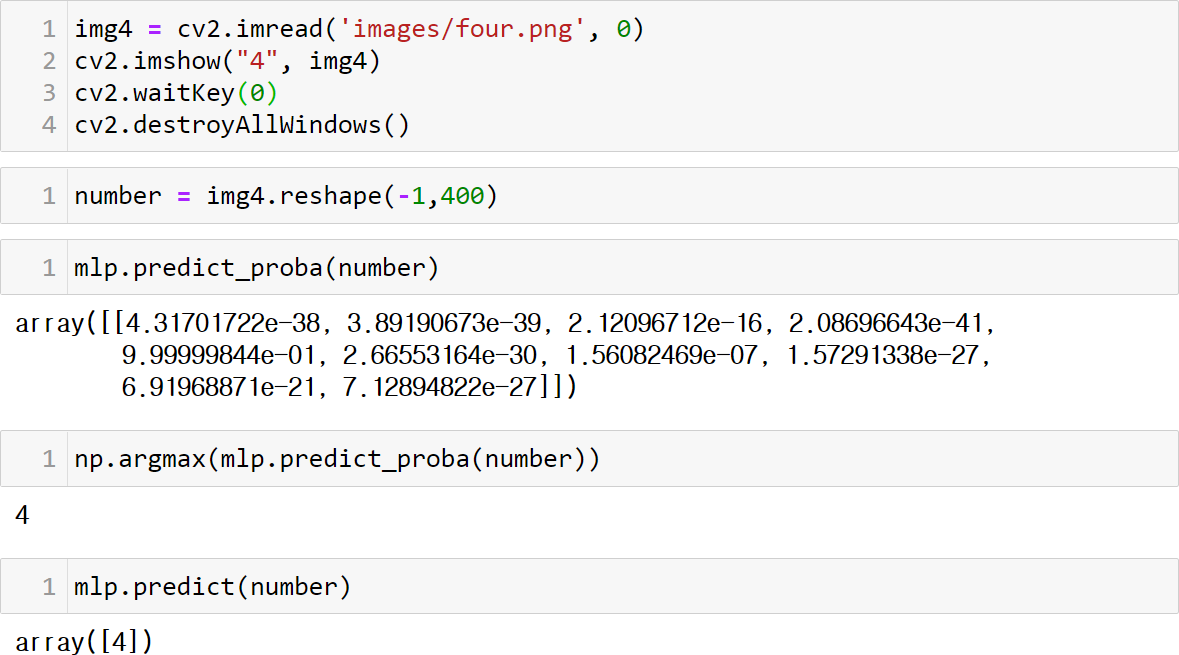 1 img4 = cv2.imread('images/four.png', 0)
2 cv2.imshow("4", img4)
3 cv2.waitKey(0)
4 cv2.destroyAllWindows()
1 number = img4.reshape(-1,400)
1 mlp.predict_proba(number)
array([[4.31701722e-38, 3.89190673e-39, 2.12096712e-16, 2.08696643e-41,
9.99999844e-01, 2.66553164e-30, 1.56082469e-07, 1.57291338e-27,
6.91968871e-21, 7.12894822e-27]])
1 np.argmax(mlp.predict_proba(number))
4
1 mlp.predict(number)
array([4])